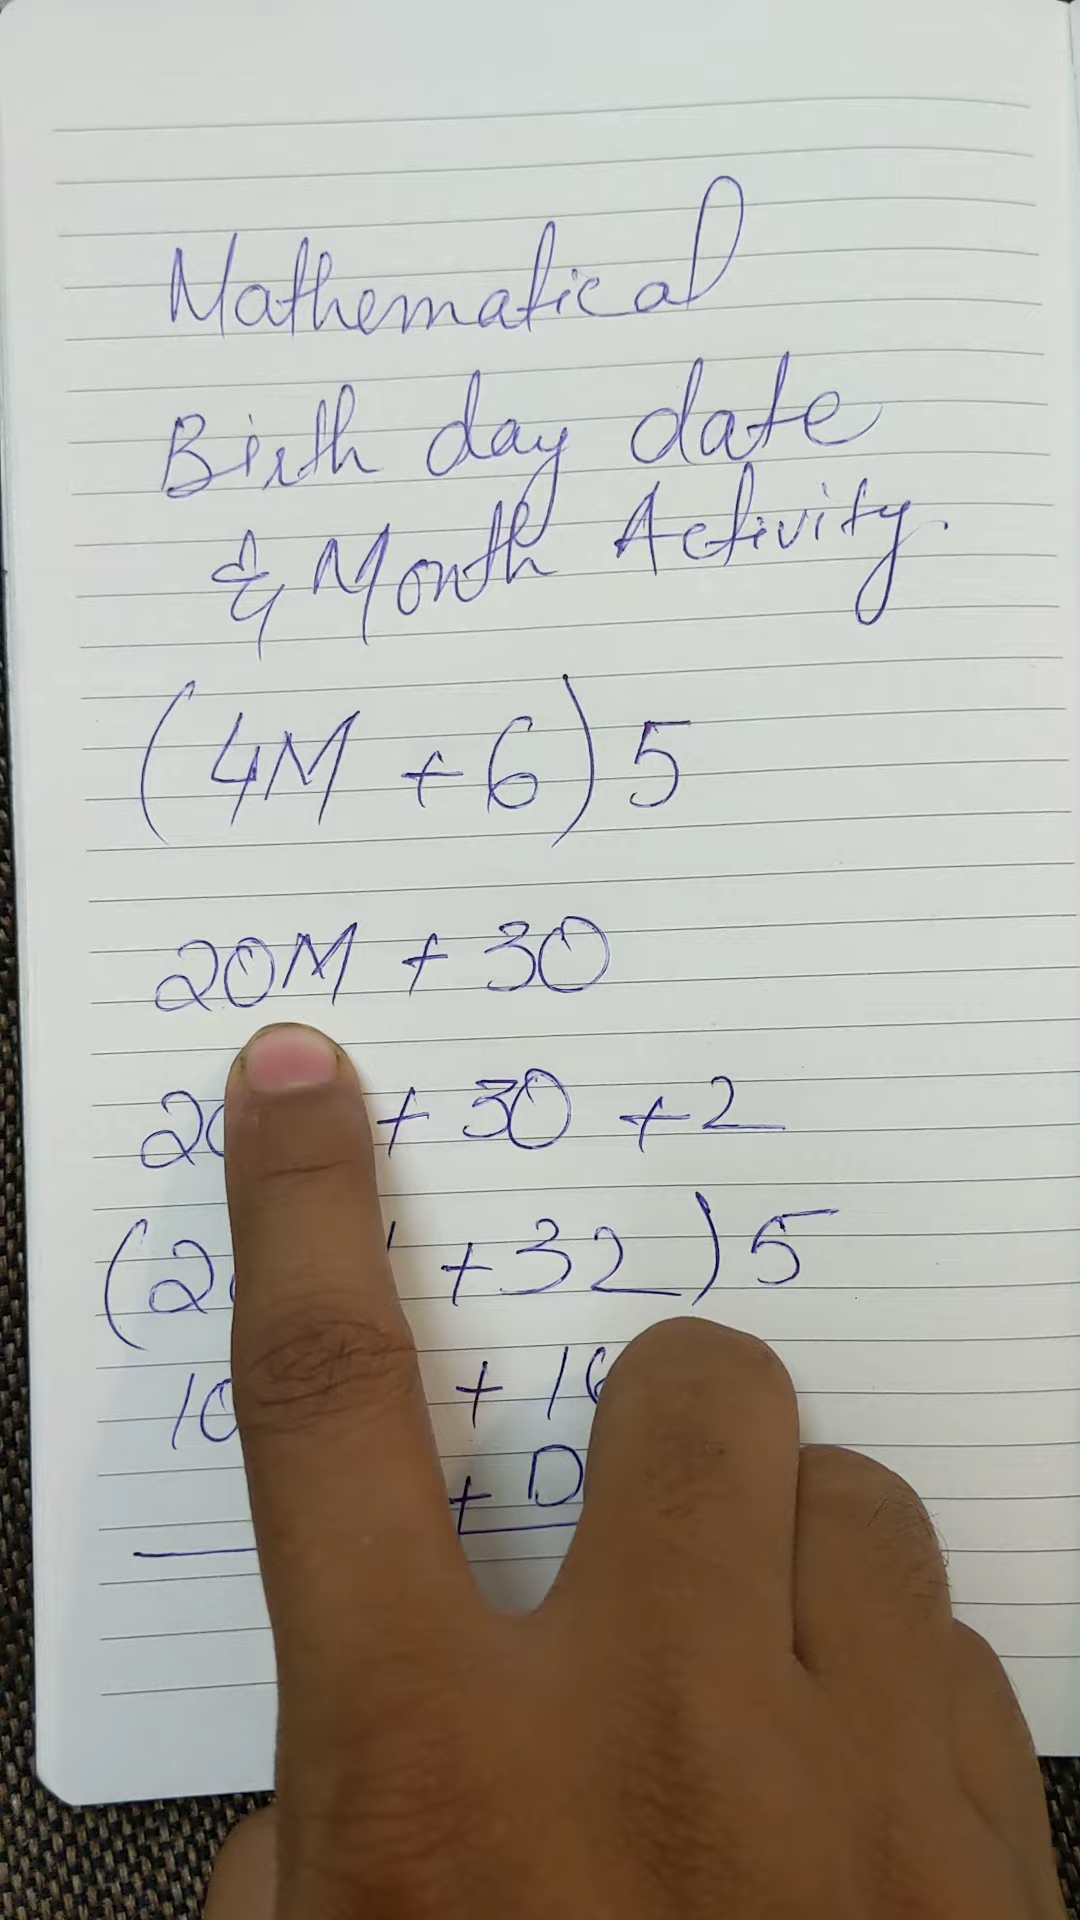 Mathematical
Birth day date
& Month Activity.
(4M + 6) 5
20M + 30
+ 30 + 2
+ 32) 5
+
+ D